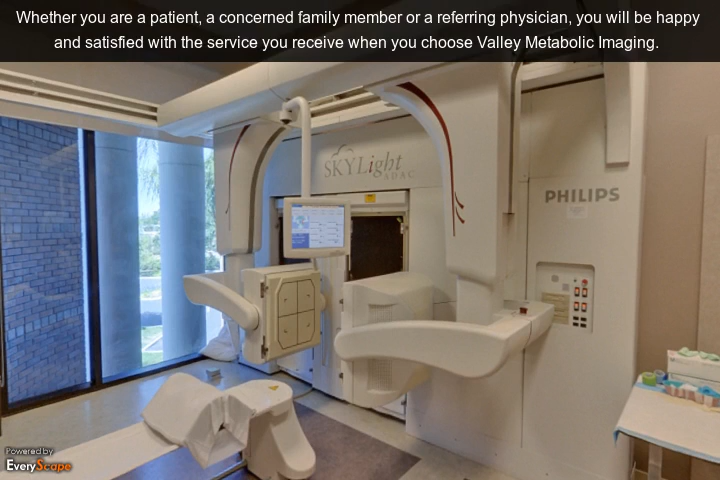 Whether you are a patient, a concerned family member or a referring physician, you will be happy
and satisfied with the service you receive when you choose Valley Metabolic Imaging.
SKYLight
ADAC
PHILIPS
Powered by
EveryScape